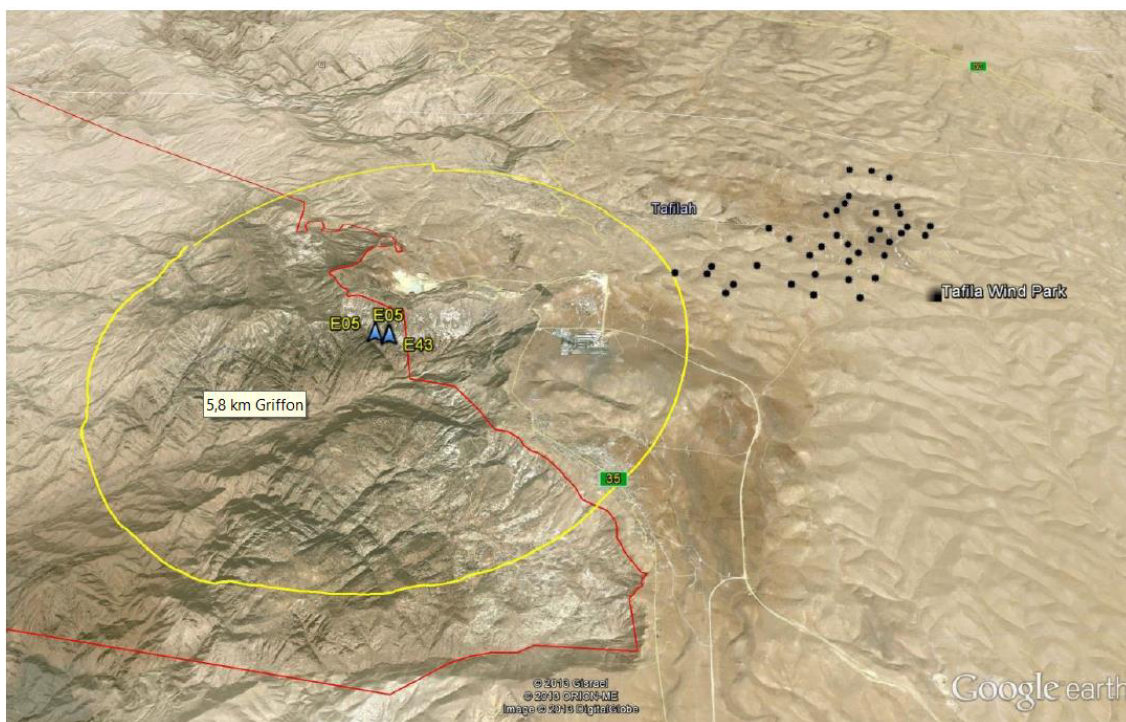 Tafilah
Tafila Wind Park
E05
E05
E43
5,8 km Griffon
35
© 2013 Gisrael
© 2013 ORION-ME
Image © 2013 DigitalGlobe
Google earth